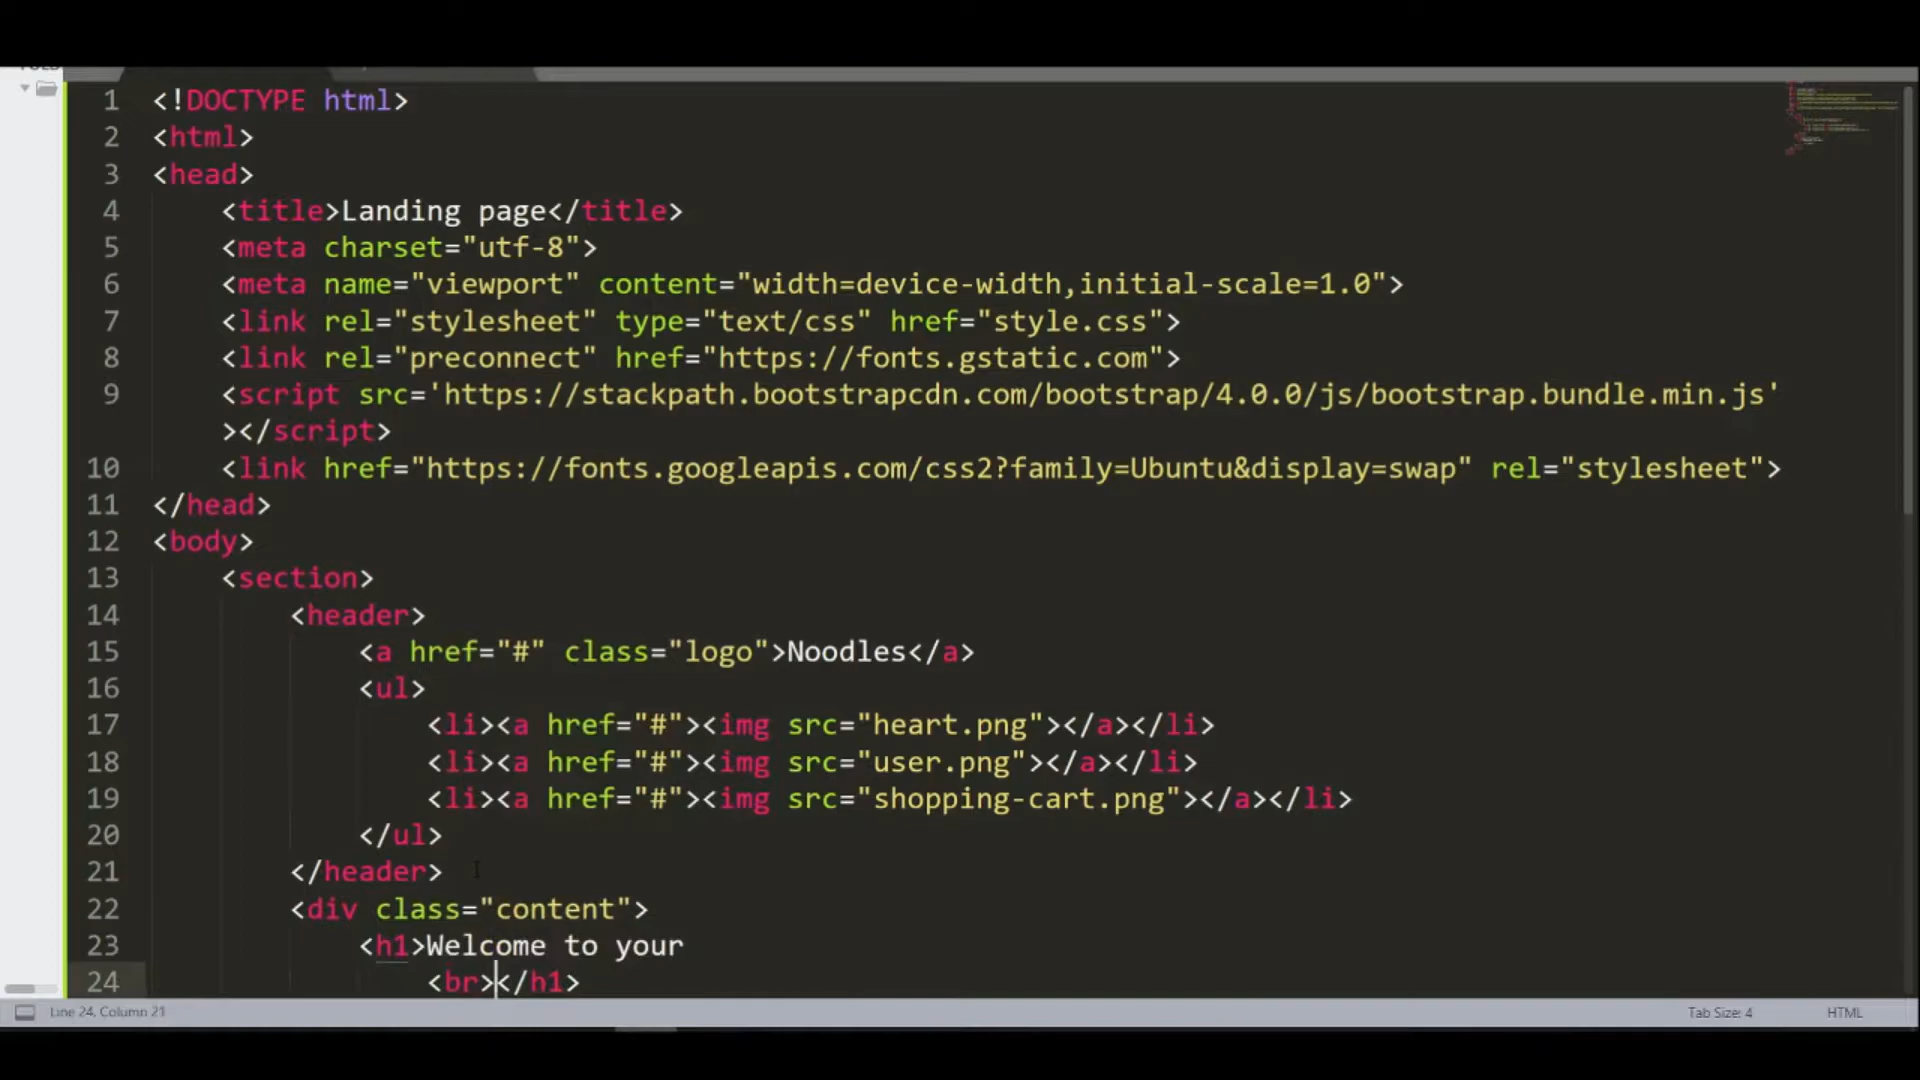 1 <!DOCTYPE html>
2 <html>
3 <head>
4 <title>Landing page</title>
5 <meta charset="utf-8">
6 <meta name="viewport" content="width=device-width,initial-scale=1.0">
7 <link rel="stylesheet" type="text/css" href="style.css">
8 <link rel="preconnect" href="https://fonts.gstatic.com">
9 <script src='https://stackpath.bootstrapcdn.com/bootstrap/4.0.0/js/bootstrap.bundle.min.js'
></script>
10 <link href="https://fonts.googleapis.com/css2?family=Ubuntu&display=swap" rel="stylesheet">
11 </head>
12 <body>
13 <section>
14 <header>
15 <a href="#" class="logo">Noodles</a>
16 <ul>
17 <li><a href="#"><img src="heart.png"></a></li>
18 <li><a href="#"><img src="user.png"></a></li>
19 <li><a href="#"><img src="shopping-cart.png"></a></li>
20 </ul>
21 </header>
22 <div class="content">
23 <h1>Welcome to your
24 <br></h1>
Line 24, Column 21 Tab Size: 4 HTML